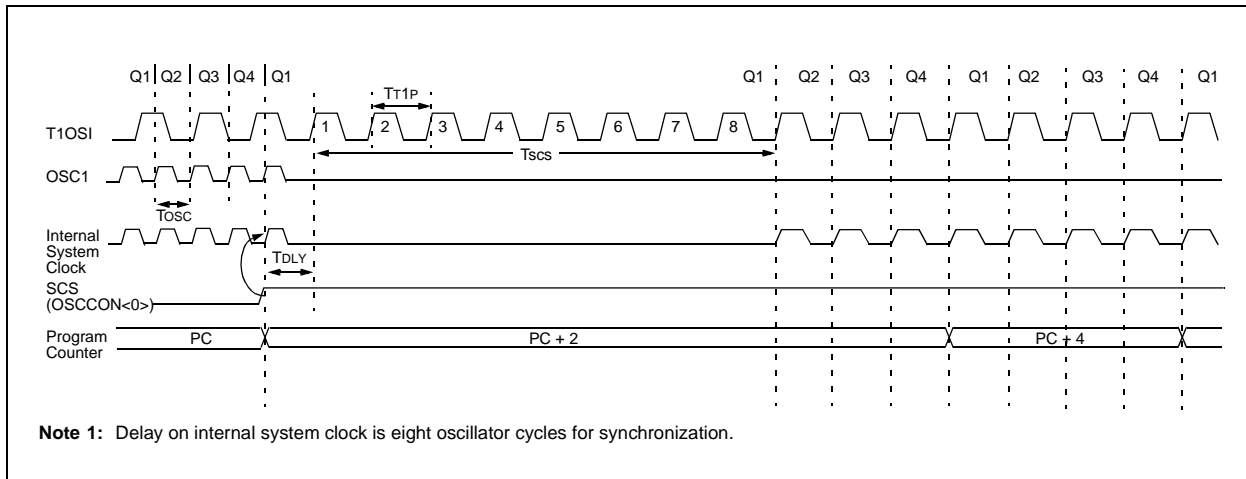 Q1 Q2 Q3 Q4 Q1 Q1 Q2 Q3 Q4 Q1 Q2 Q3 Q4 Q1
TT1P
T1OSI 1 2 3 4 5 6 7 8
TSCS
OSC1
TOSC
Internal
System
Clock
TDLY
SCS
(OSCCON<0>)
Program
Counter
PC PC + 2 PC + 4
Note 1: Delay on internal system clock is eight oscillator cycles for synchronization.